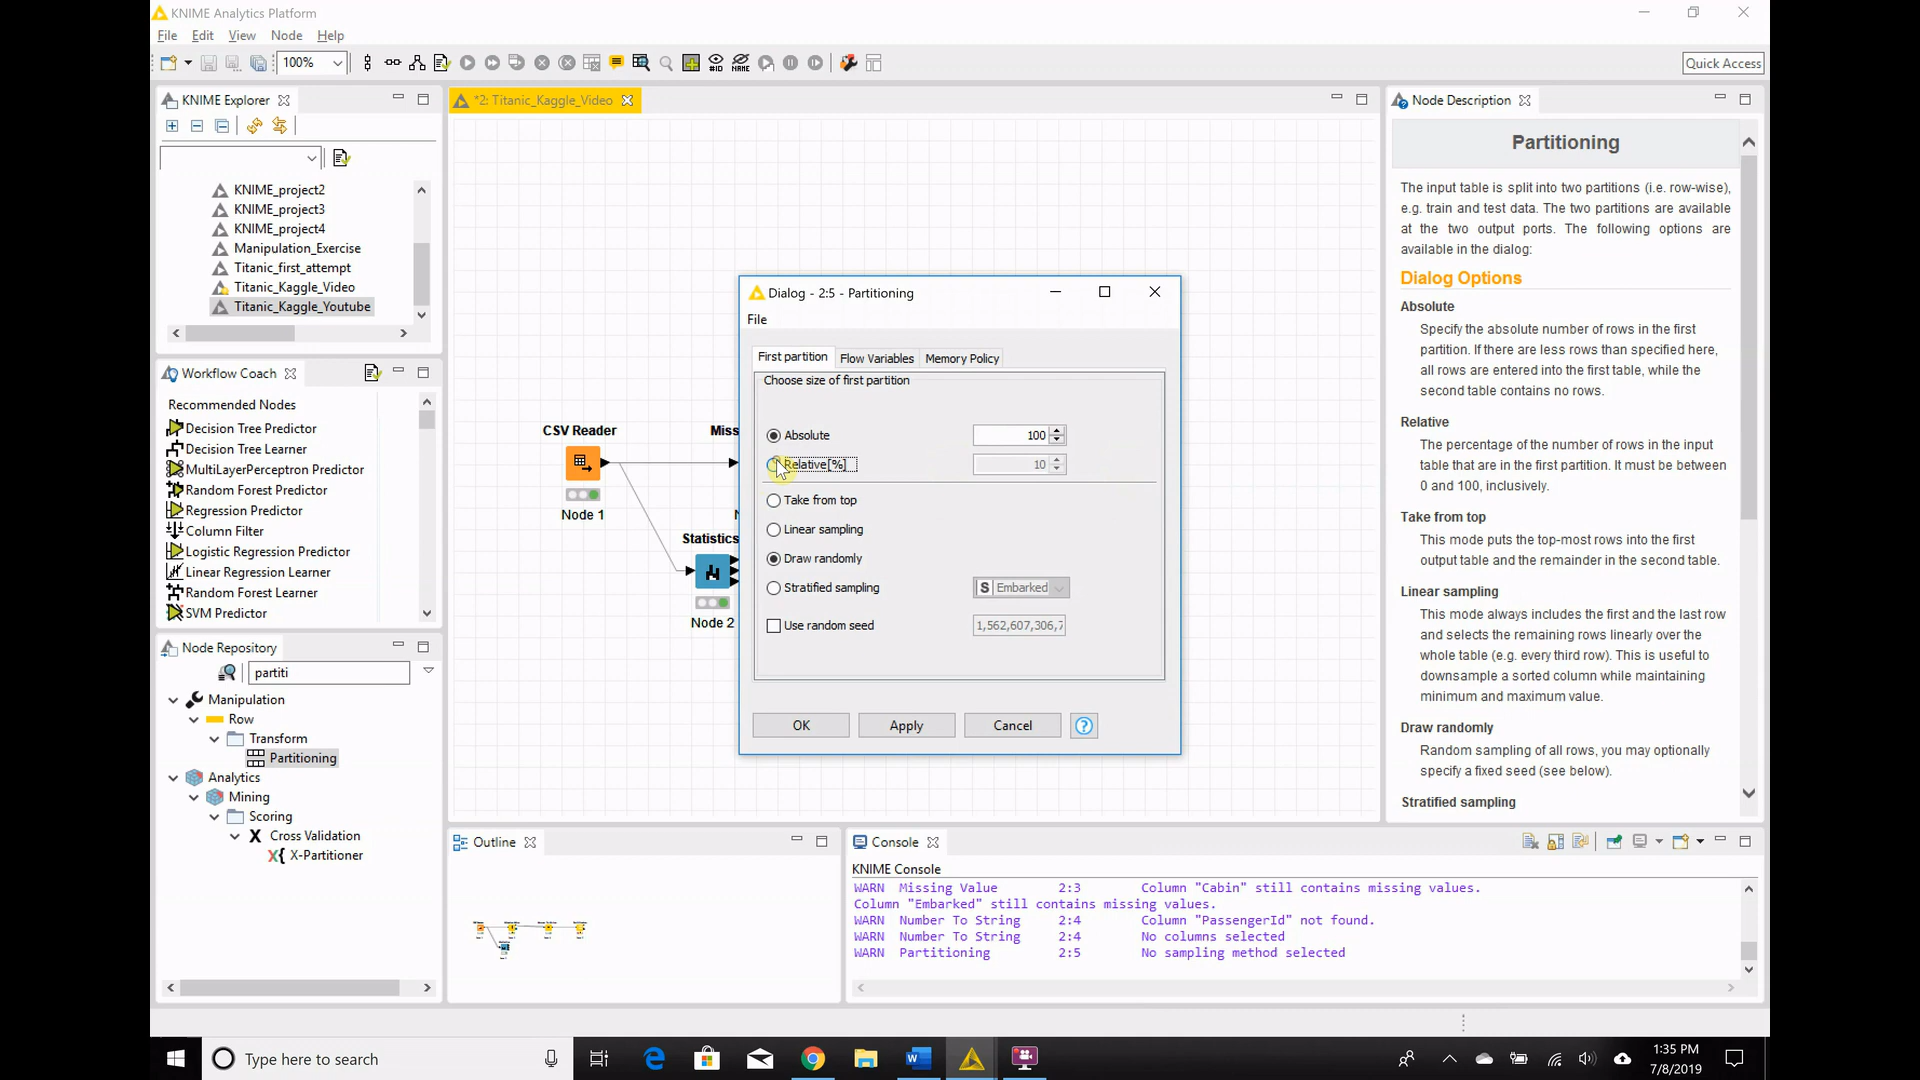 KNIME Analytics Platform
File Edit View Node Help
100%
Quick Access
KNIME Explorer
KNIME_project2
KNIME_project3
KNIME_project4
Manipulation_Exercise
Titanic_first_attempt
Titanic_Kaggle_Video
Titanic_Kaggle_Youtube
Workflow Coach
Recommended Nodes
Decision Tree Predictor
Decision Tree Learner
MultiLayerPerceptron Predictor
Random Forest Predictor
Regression Predictor
Column Filter
Logistic Regression Predictor
Linear Regression Learner
Random Forest Learner
SVM Predictor
Node Repository
partiti
Manipulation
Row
Transform
Partitioning
Analytics
Mining
Scoring
Cross Validation
X-Partitioner
*2: Titanic_Kaggle_Video
CSV Reader
Node 1
Miss
Statistics
Node 2
Dialog - 2:5 - Partitioning
File
First partition Flow Variables Memory Policy
Choose size of first partition
Absolute 100
Relative[%] 10
Take from top
Linear sampling
Draw randomly
Stratified sampling S Embarked
Use random seed 1,562,607,306,7
OK Apply Cancel ?
Node Description
Partitioning
The input table is split into two partitions (i.e. row-wise),
e.g. train and test data. The two partitions are available
at the two output ports. The following options are
available in the dialog:
Dialog Options
Absolute
Specify the absolute number of rows in the first
partition. If there are less rows than specified here,
all rows are entered into the first table, while the
second table contains no rows.
Relative
The percentage of the number of rows in the input
table that are in the first partition. It must be between
0 and 100, inclusively.
Take from top
This mode puts the top-most rows into the first
output table and the remainder in the second table.
Linear sampling
This mode always includes the first and the last row
and selects the remaining rows linearly over the
whole table (e.g. every third row). This is useful to
downsample a sorted column while maintaining
minimum and maximum value.
Draw randomly
Random sampling of all rows, you may optionally
specify a fixed seed (see below).
Stratified sampling
Outline
Console
KNIME Console
WARN Missing Value 2:3 Column "Cabin" still contains missing values.
Column "Embarked" still contains missing values.
WARN Number To String 2:4 Column "PassengerId" not found.
WARN Number To String 2:4 No columns selected
WARN Partitioning 2:5 No sampling method selected
Type here to search
1:35 PM
7/8/2019